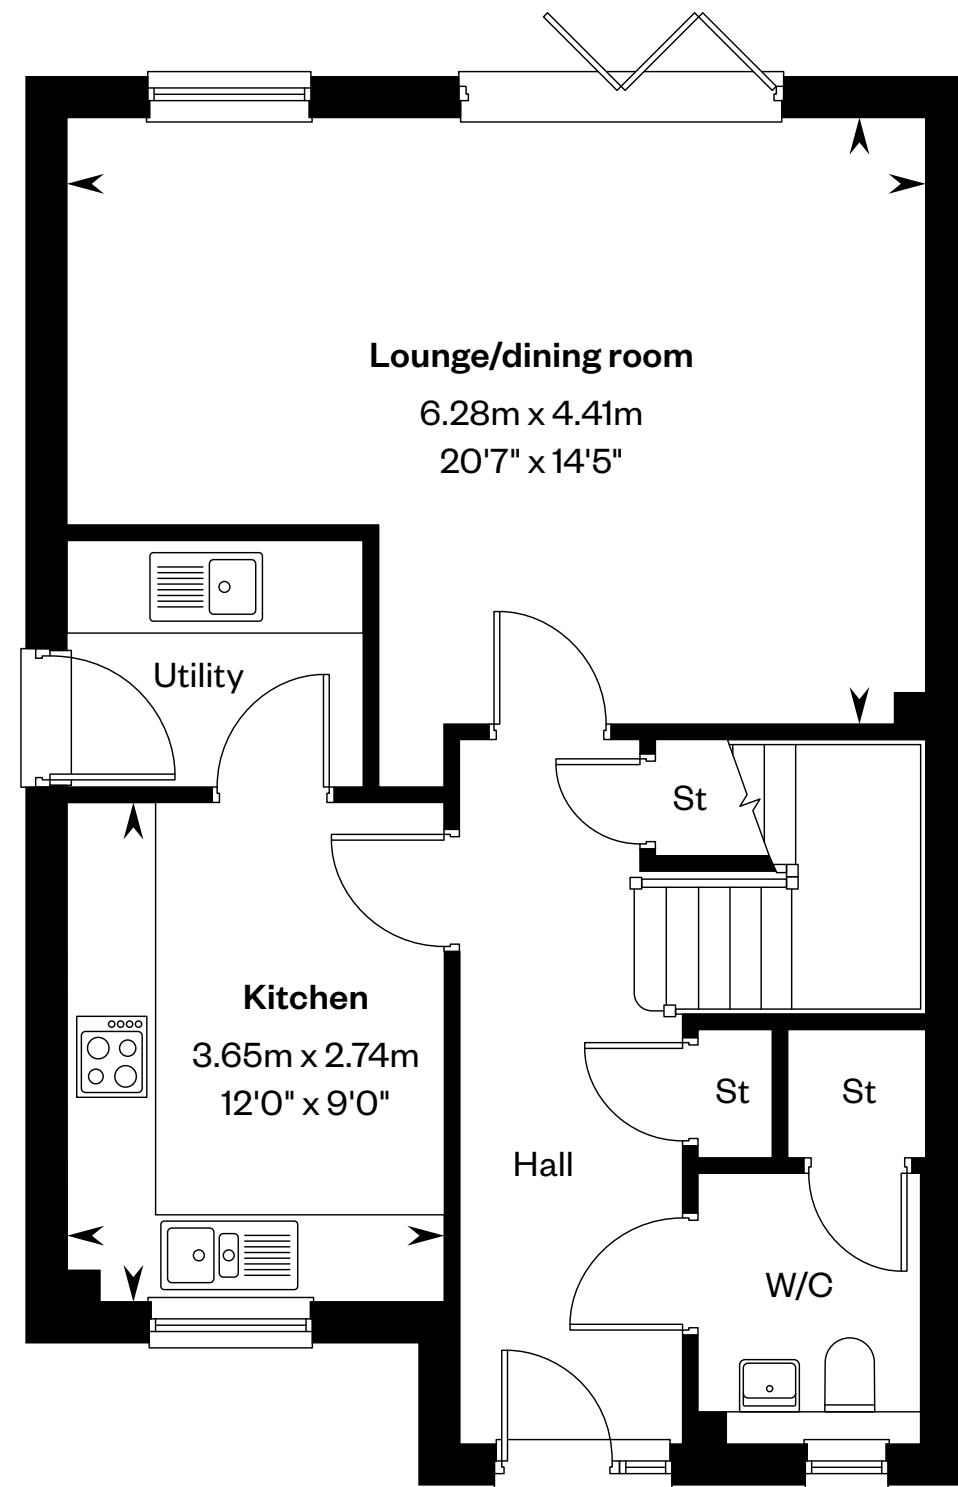 Lounge/dining room
6.28m x 4.41m
20'7" x 14'5"
Utility
St
Kitchen
3.65m x 2.74m
12'0" x 9'0"
St
St
Hall
W/C